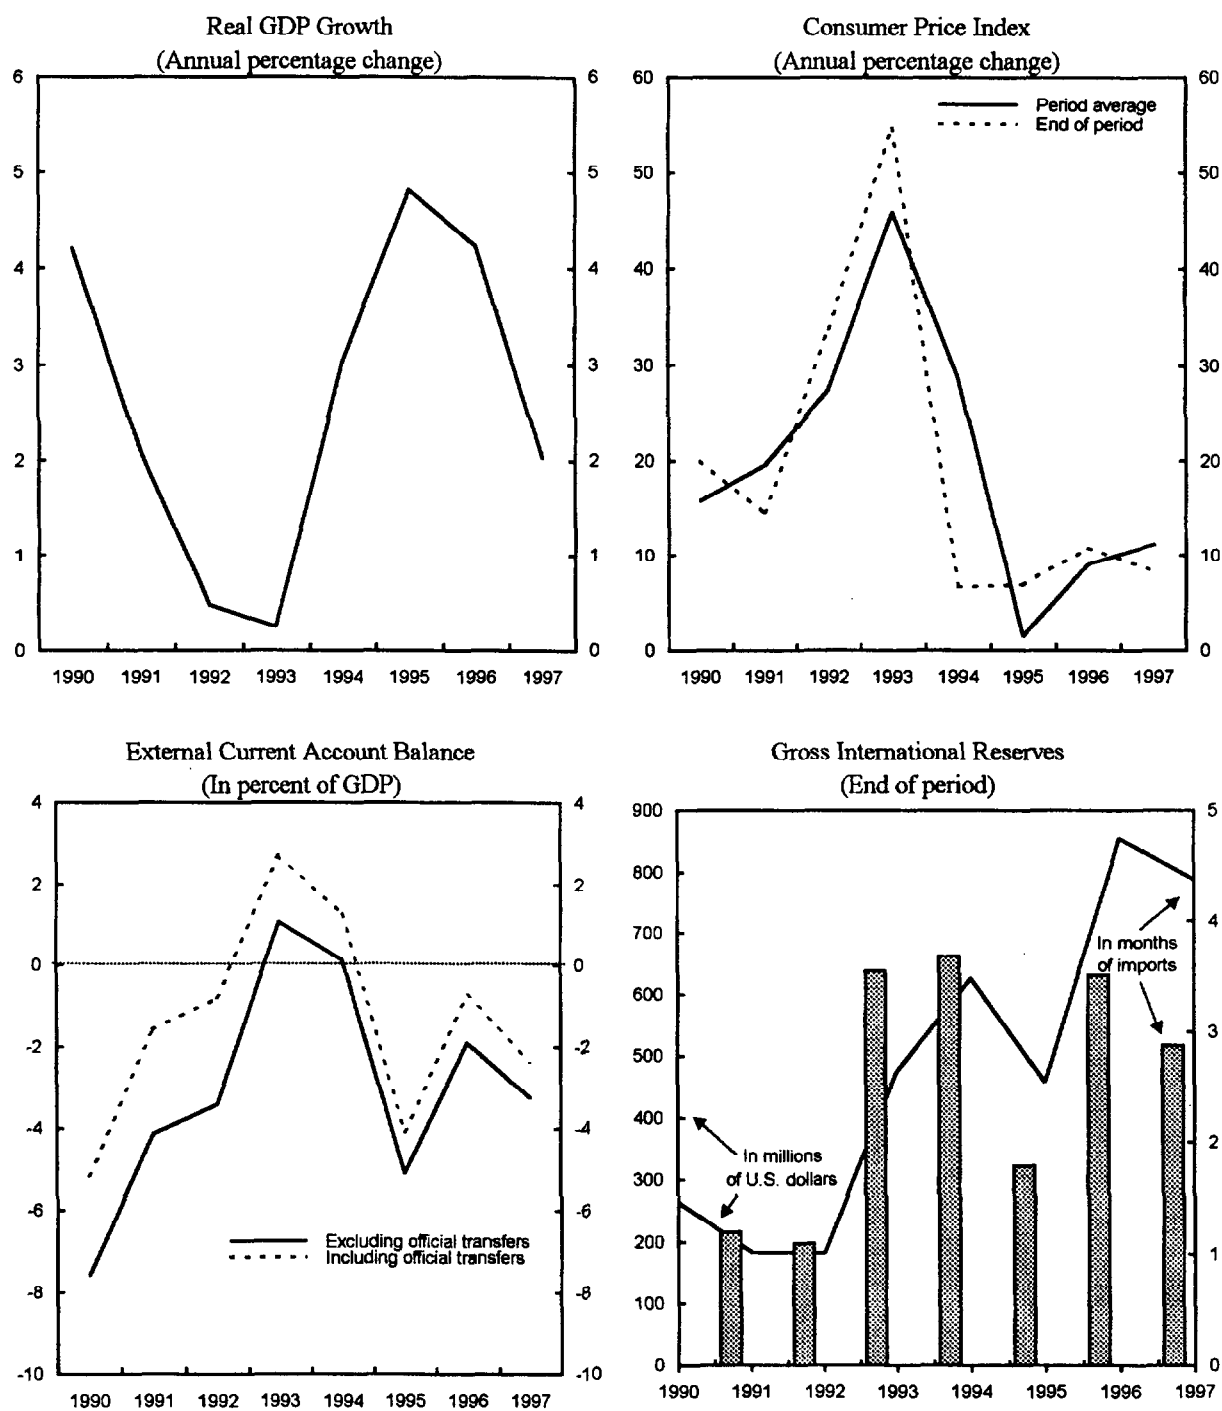 Real GDP Growth
(Annual percentage change)
6 6
5 5
4 4
3 3
2 2
1 1
0 0
1990 1991 1992 1993 1994 1995 1996 1997
Consumer Price Index
(Annual percentage change)
60 60
Period average
End of period
50 50
40 40
30 30
20 20
10 10
0 0
1990 1991 1992 1993 1994 1995 1996 1997
External Current Account Balance
(In percent of GDP)
4 4
2 2
0 0
-2 -2
-4 -4
-6 -6
Excluding official transfers
Including official transfers
-8 -8
-10 -10
1990 1991 1992 1993 1994 1995 1996 1997
Gross International Reserves
(End of period)
900 5
800
700 4
In months
of imports
600
500 3
400
300 2
In millions
of U.S. dollars
200 1
100
0 0
1990 1991 1992 1993 1994 1995 1996 1997